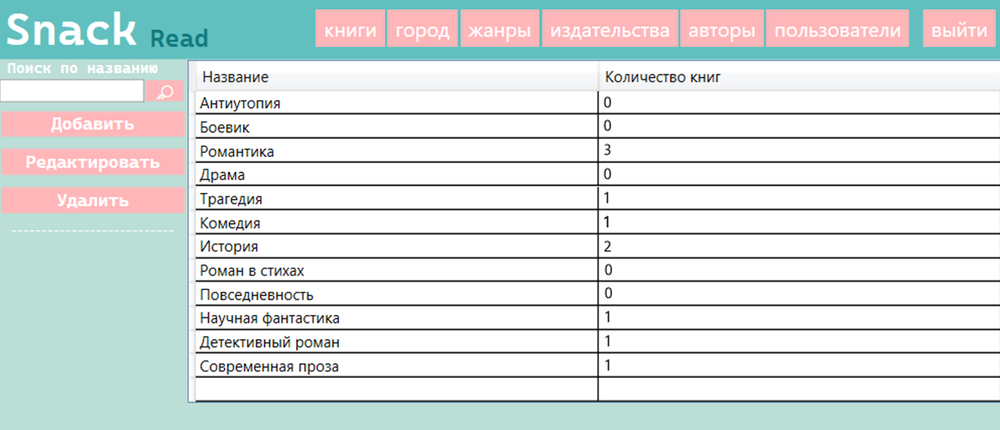 Snack Read
книги город жанры издательства авторы пользователи выйти
Поиск по названию
Добавить
Редактировать
Удалить
Название Количество книг
Антиутопия 0
Боевик 0
Романтика 3
Драма 0
Трагедия 1
Комедия 1
История 2
Роман в стихах 0
Повседневность 0
Научная фантастика 1
Детективный роман 1
Современная проза 1